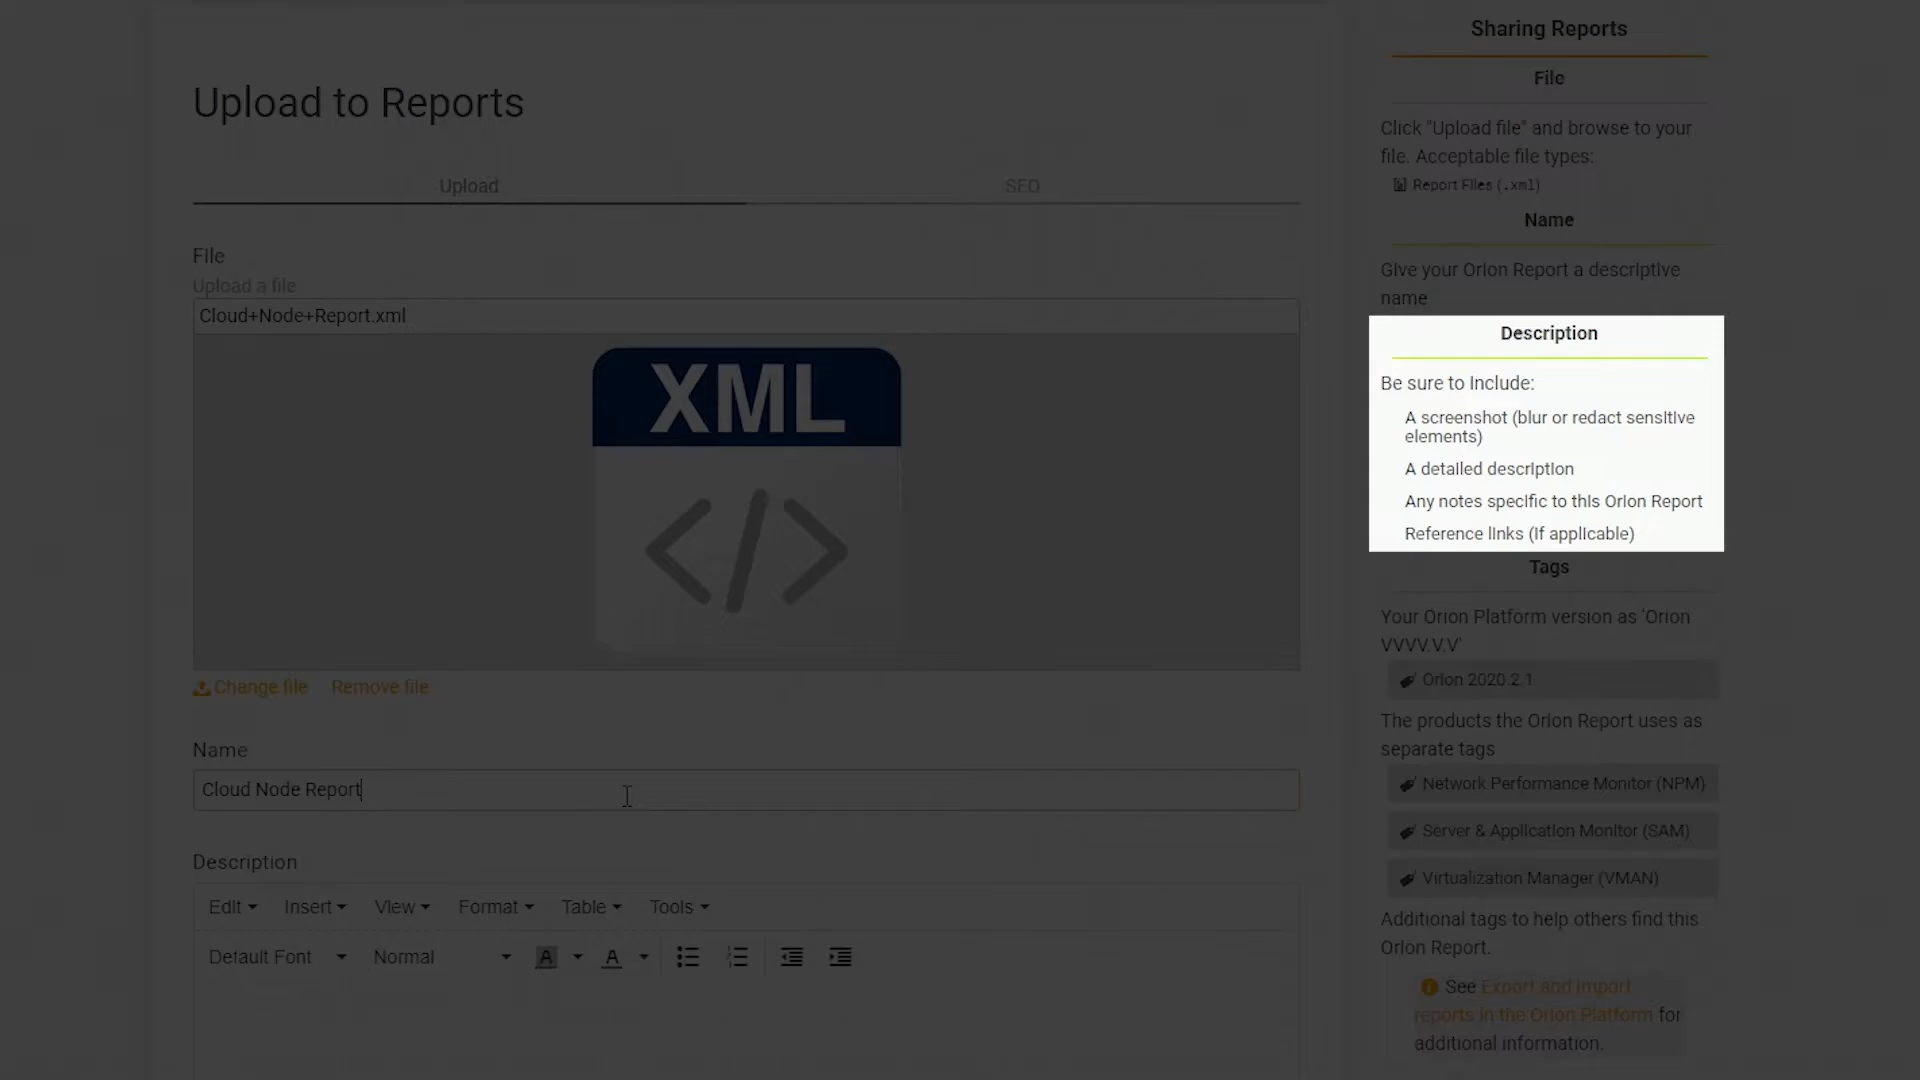 Upload to Reports
Upload
SEO
File
Upload a file
Cloud+Node+Report.xml
XML
</>
Change file
Remove file
Name
Cloud Node Report
Description
Edit
Insert
View
Format
Table
Tools
Default Font
Normal
A
A
Sharing Reports
File
Click "Upload file" and browse to your
file. Acceptable file types:
Report Files (.xml)
Name
Give your Orion Report a descriptive
name
Description
Be sure to Include:
A screenshot (blur or redact sensitive
elements)
A detailed description
Any notes specific to this Orion Report
Reference links (if applicable)
Tags
Your Orion Platform version as 'Orion
VVVV.V.V'
Orion 2020.2.1
The products the Orion Report uses as
separate tags
Network Performance Monitor (NPM)
Server & Application Monitor (SAM)
Virtualization Manager (VMAN)
Additional tags to help others find this
Orion Report.
See Export and import
reports in the Orion Platform for
additional information.